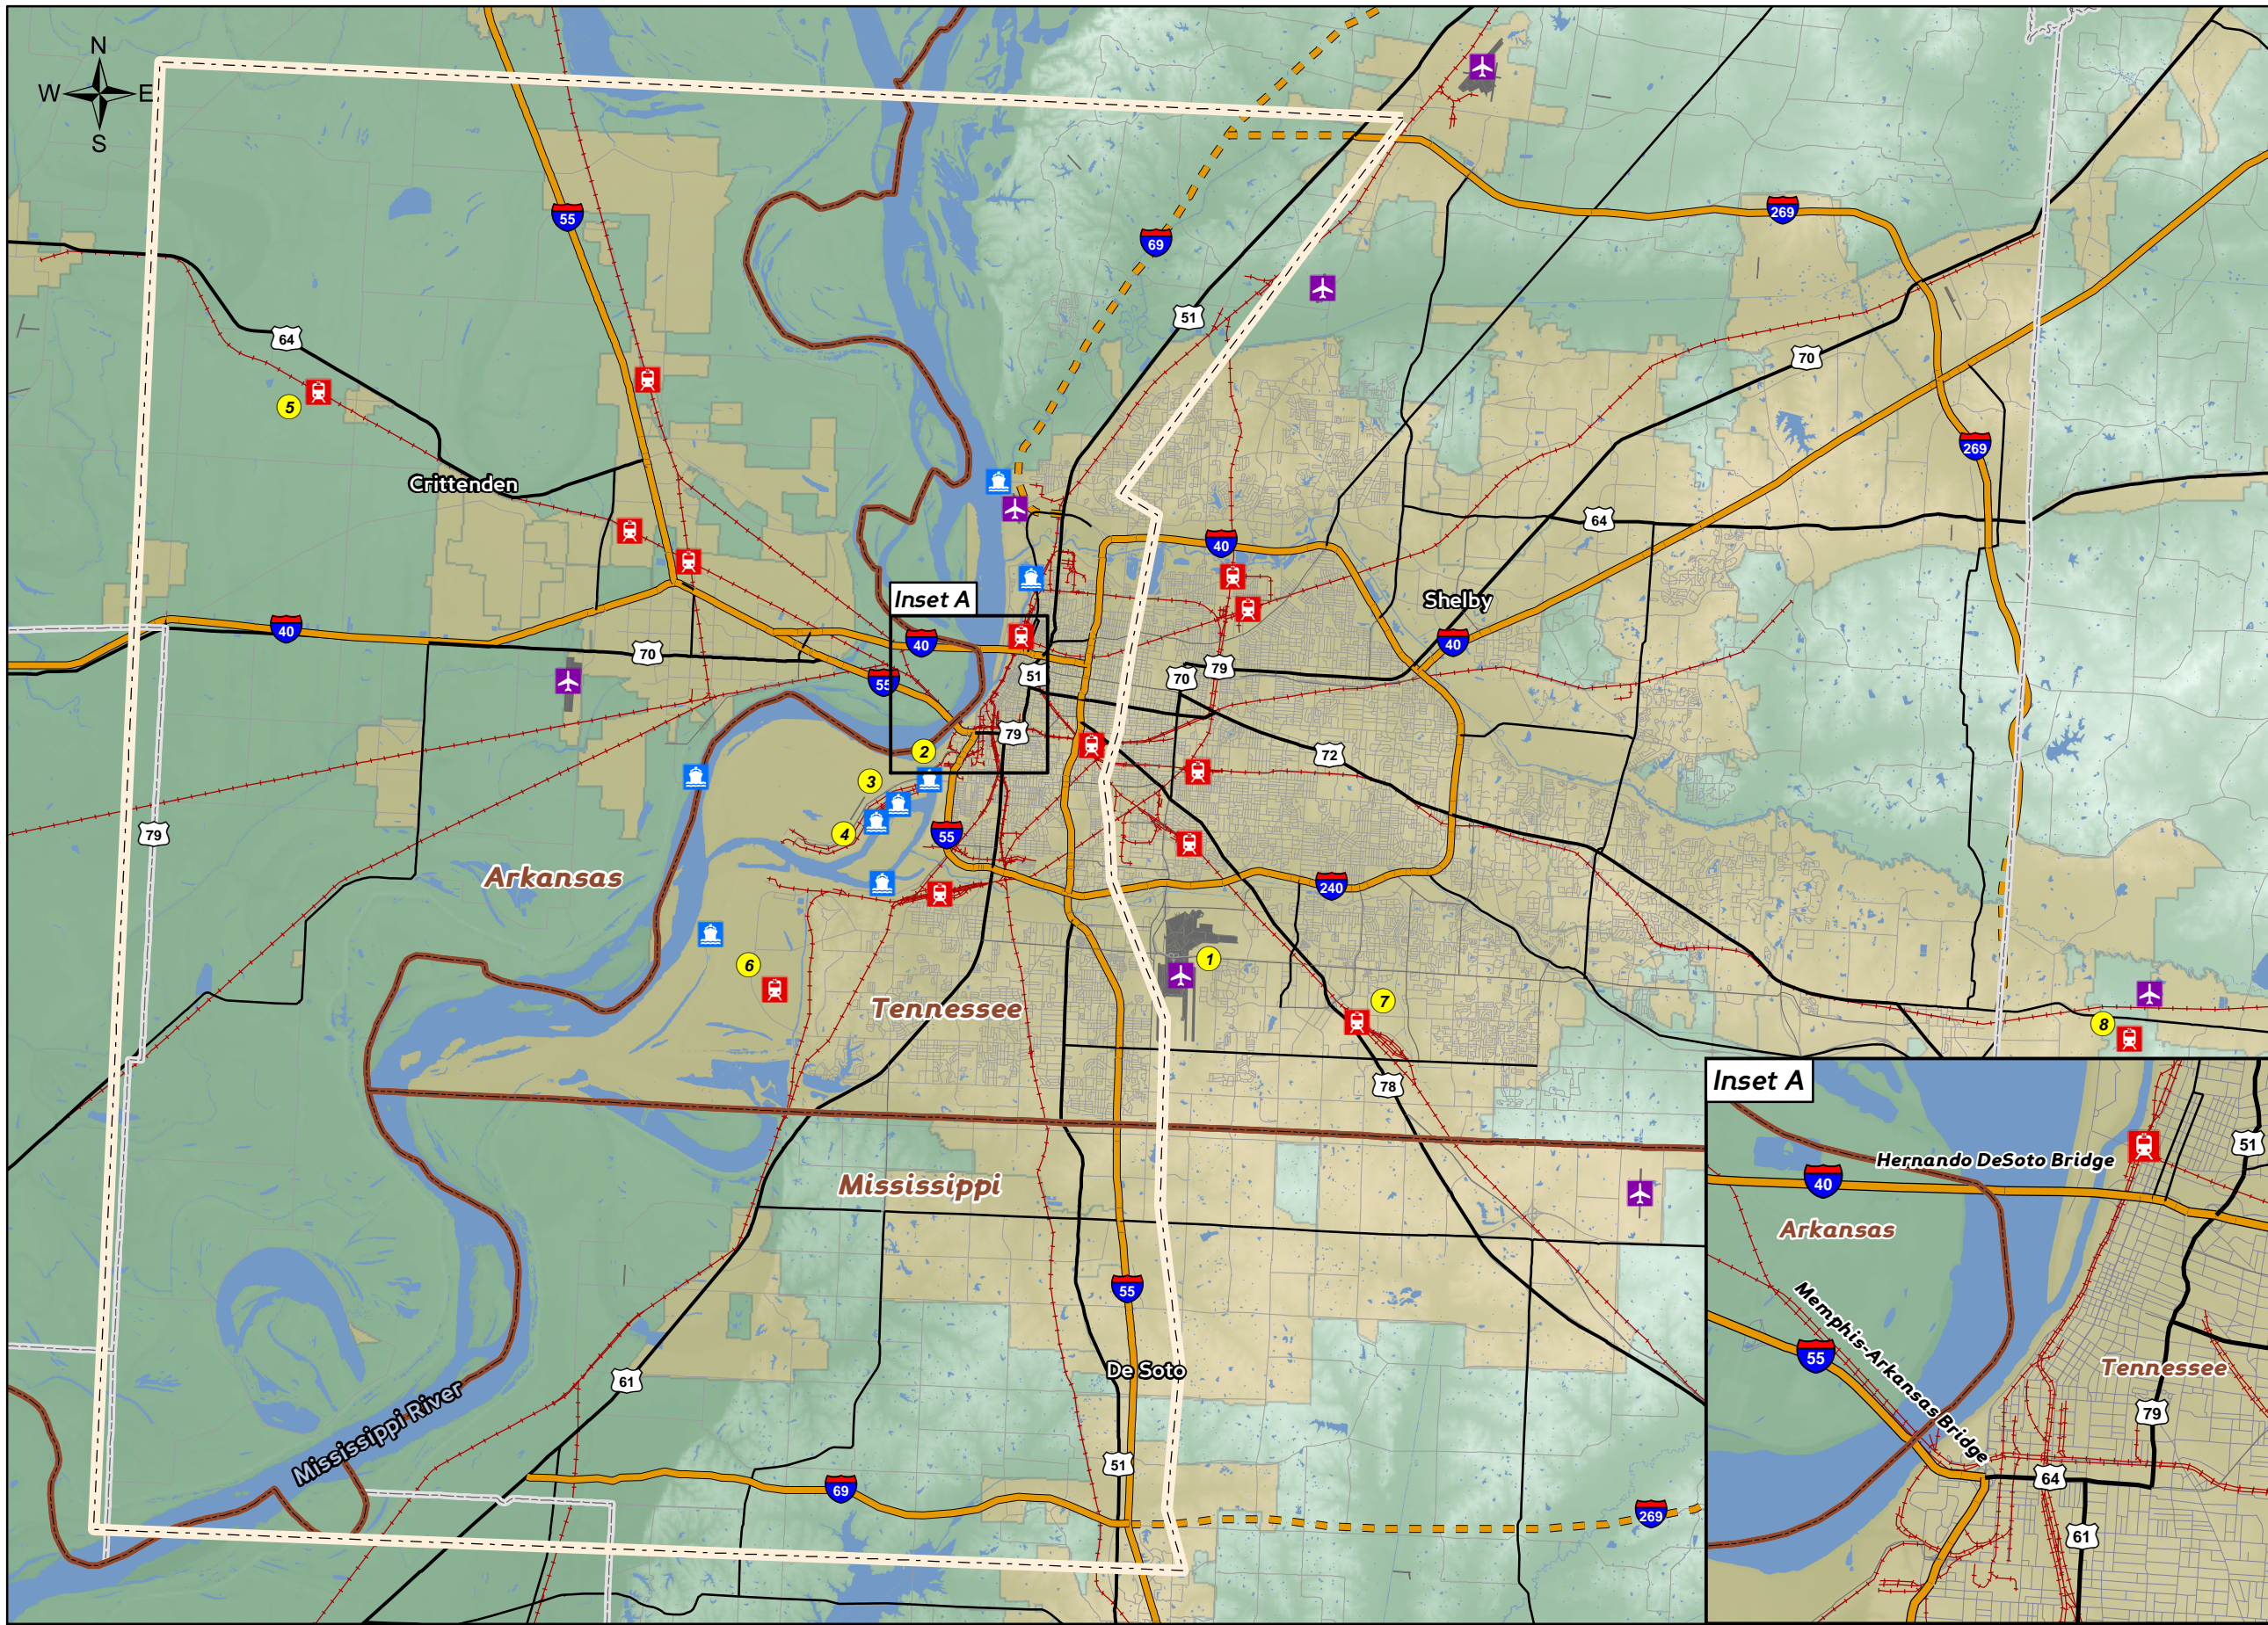 N
W E
S
55
269
69
51
64
70
5
269
Crittenden
64
40
Inset A
Shelby
40
70
40
40
79
51
70
55
79
2
72
3
79
4
55
Arkansas
240
1
6
7
Tennessee
8
78
Mississippi
55
De Soto
61
Mississippi River
51
69
269
Inset A
51
Hernando DeSoto Bridge
40
Arkansas
Memphis-Arkansas Bridge
55
Tennessee
79
64
61